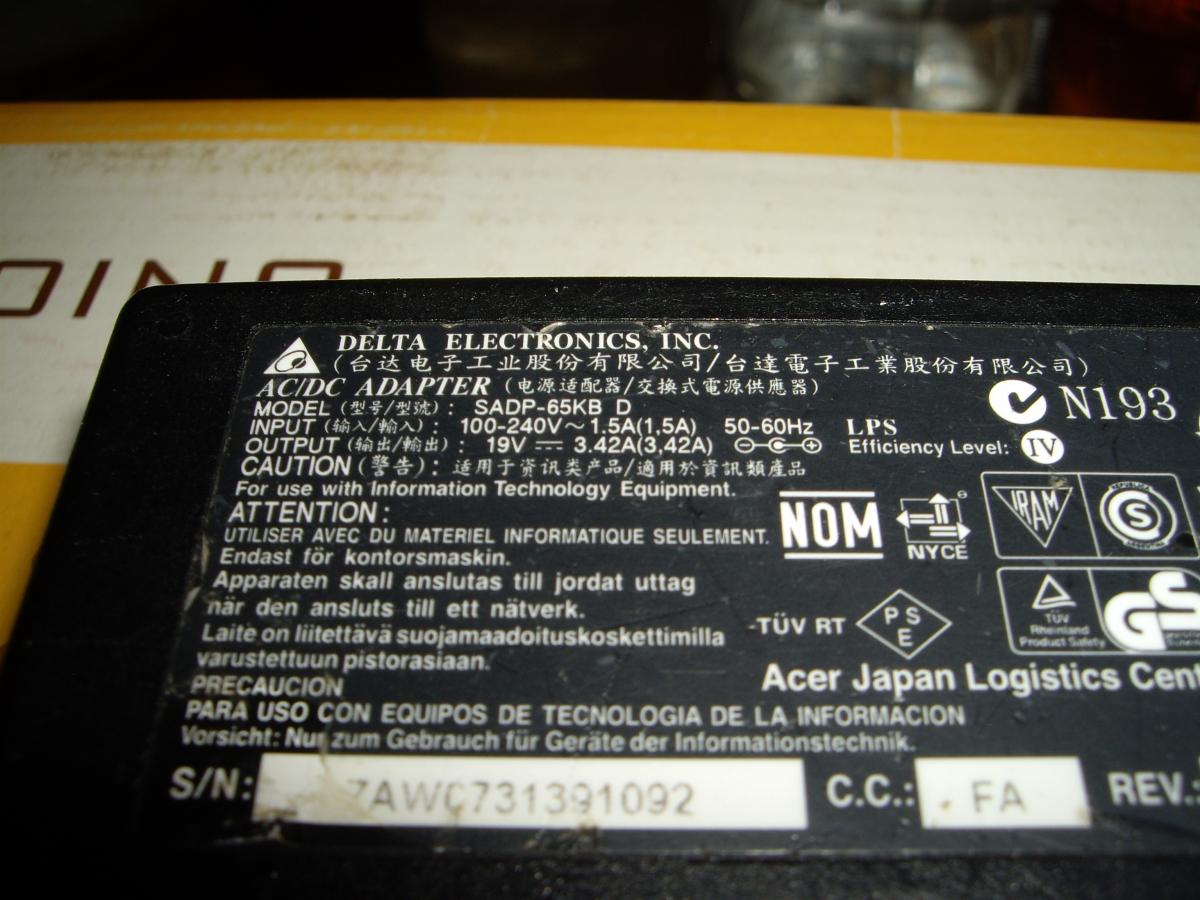 DELTA ELECTRONICS, INC.
(台达电子工业股份有限公司/台達電子工業股份有限公司)
AC/DC ADAPTER (电源适配器/交换式電源供應器)
N193
MODEL (型号/型號): SADP-65KB D
INPUT (输入/輸入): 100-240V~ 1.5A(1,5A) 50-60Hz LPS
OUTPUT (输出/輸出): 19V 3.42A(3,42A) Efficiency Level: IV
CAUTION (警告): 适用于资讯类产品/適用於資訊類產品
For use with Information Technology Equipment.
ATTENTION:
UTILISER AVEC DU MATERIEL INFORMATIQUE SEULEMENT.
Endast för kontorsmaskin.
Apparaten skall anslutas till jordat uttag
när den ansluts till ett nätverk.
Laite on liitettävä suojamaadoituskoskettimilla
varustettuun pistorasiaan.
NOM
NYCE
IRAM
S
TÜV RT
PS
E
TÜV
Rheinland
Product Safety
GS
Acer Japan Logistics
PRECAUCION
PARA USO CON EQUIPOS DE TECNOLOGIA DE LA INFORMACION
Vorsicht: Nur zum Gebrauch für Geräte der Informationstechnik.
S/N: 7AWC731391092 C.C.: FA REV.: